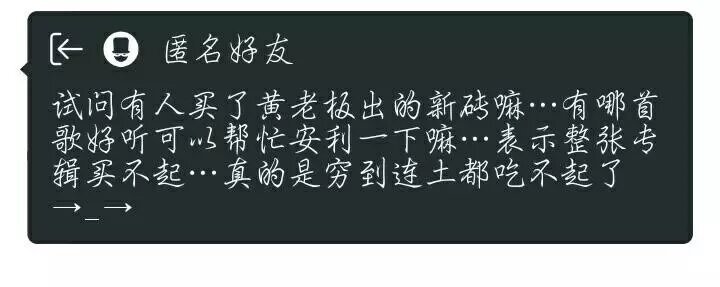 匿名好友
试问有人买了黄老板出的新砖嘛…有哪首
歌好听可以帮忙安利一下嘛…表示整张专
辑买不起…真的是穷到连土都吃不起了
→_→